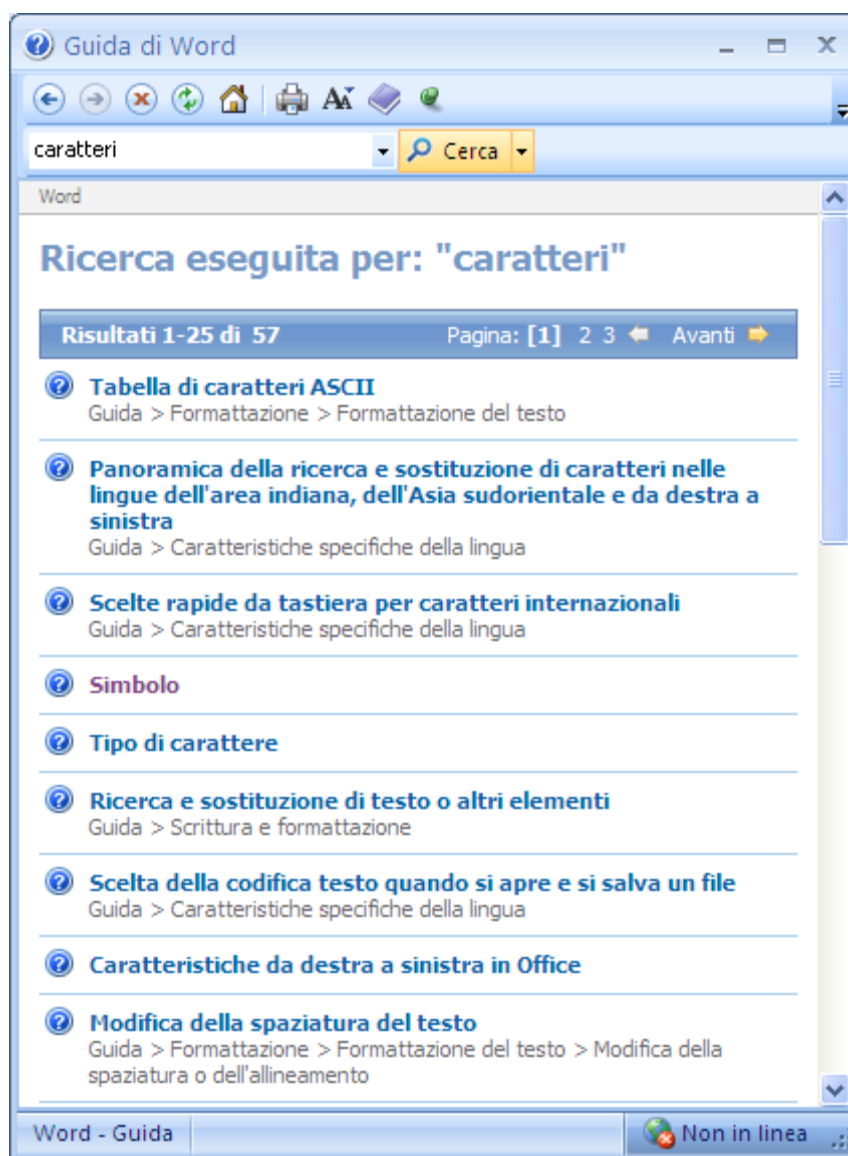 Guida di Word
caratteri
Cerca
Word
Ricerca eseguita per: "caratteri"
Risultati 1-25 di 57 Pagina: [1] 2 3 Avanti
Tabella di caratteri ASCII
Guida > Formattazione > Formattazione del testo
Panoramica della ricerca e sostituzione di caratteri nelle
lingue dell'area indiana, dell'Asia sudorientale e da destra a
sinistra
Guida > Caratteristiche specifiche della lingua
Scelte rapide da tastiera per caratteri internazionali
Guida > Caratteristiche specifiche della lingua
Simbolo
Tipo di carattere
Ricerca e sostituzione di testo o altri elementi
Guida > Scrittura e formattazione
Scelta della codifica testo quando si apre e si salva un file
Guida > Caratteristiche specifiche della lingua
Caratteristiche da destra a sinistra in Office
Modifica della spaziatura del testo
Guida > Formattazione > Formattazione del testo > Modifica della
spaziatura o dell'allineamento
Word - Guida
Non in linea